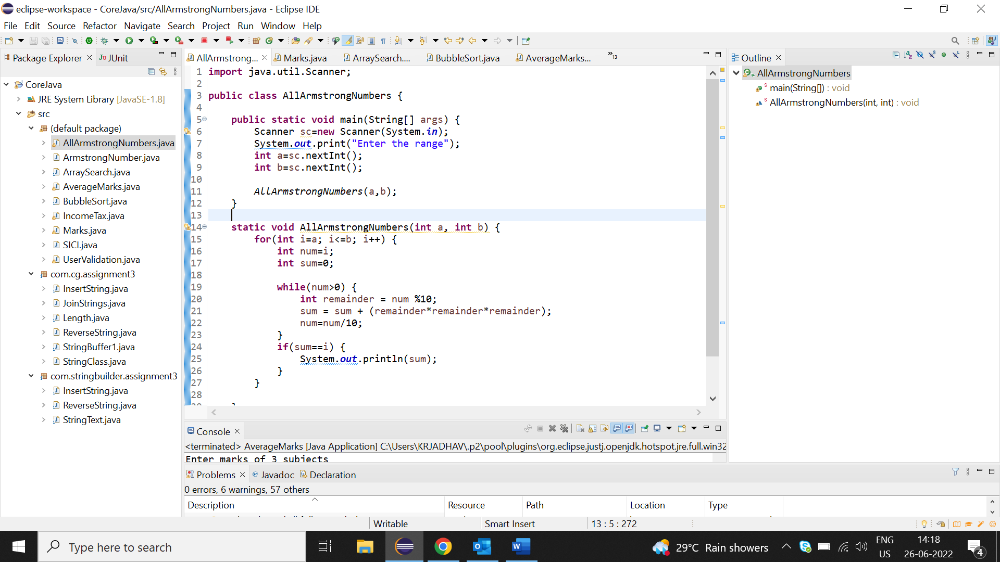 eclipse-workspace - CoreJava/src/AllArmstrongNumbers.java - Eclipse IDE
File Edit Source Refactor Navigate Search Project Run Window Help
Package Explorer
JUnit
CoreJava
JRE System Library [JavaSE-1.8]
src
(default package)
AllArmstrongNumbers.java
ArmstrongNumber.java
ArraySearch.java
AverageMarks.java
BubbleSort.java
IncomeTax.java
Marks.java
SICI.java
UserValidation.java
com.cg.assignment3
InsertString.java
JoinStrings.java
Length.java
ReverseString.java
StringBuffer1.java
StringClass.java
com.stringbuilder.assignment3
InsertString.java
ReverseString.java
StringText.java
AllArmstrong... Marks.java ArraySearch.... BubbleSort.java AverageMarks... »13
1 import java.util.Scanner;
2
3 public class AllArmstrongNumbers {
4
5 public static void main(String[] args) {
6 Scanner sc=new Scanner(System.in);
7 System.out.print("Enter the range");
8 int a=sc.nextInt();
9 int b=sc.nextInt();
10
11 AllArmstrongNumbers(a,b);
12 }
13
14 static void AllArmstrongNumbers(int a, int b) {
15 for(int i=a; i<=b; i++) {
16 int num=i;
17 int sum=0;
18
19 while(num>0) {
20 int remainder = num %10;
21 sum = sum + (remainder*remainder*remainder);
22 num=num/10;
23 }
24 if(sum==i) {
25 System.out.println(sum);
26 }
27 }
28
Outline
AllArmstrongNumbers
main(String[]) : void
AllArmstrongNumbers(int, int) : void
Console
<terminated> AverageMarks [Java Application] C:\Users\KRJADHAV\.p2\pool\plugins\org.eclipse.justj.openjdk.hotspot.jre.full.win32
Enter marks of 3 subjects
Problems Javadoc Declaration
0 errors, 6 warnings, 57 others
Description Resource Path Location Type
Writable Smart Insert 13 : 5 : 272
Type here to search
29°C Rain showers
ENG
US
14:18
26-06-2022
4